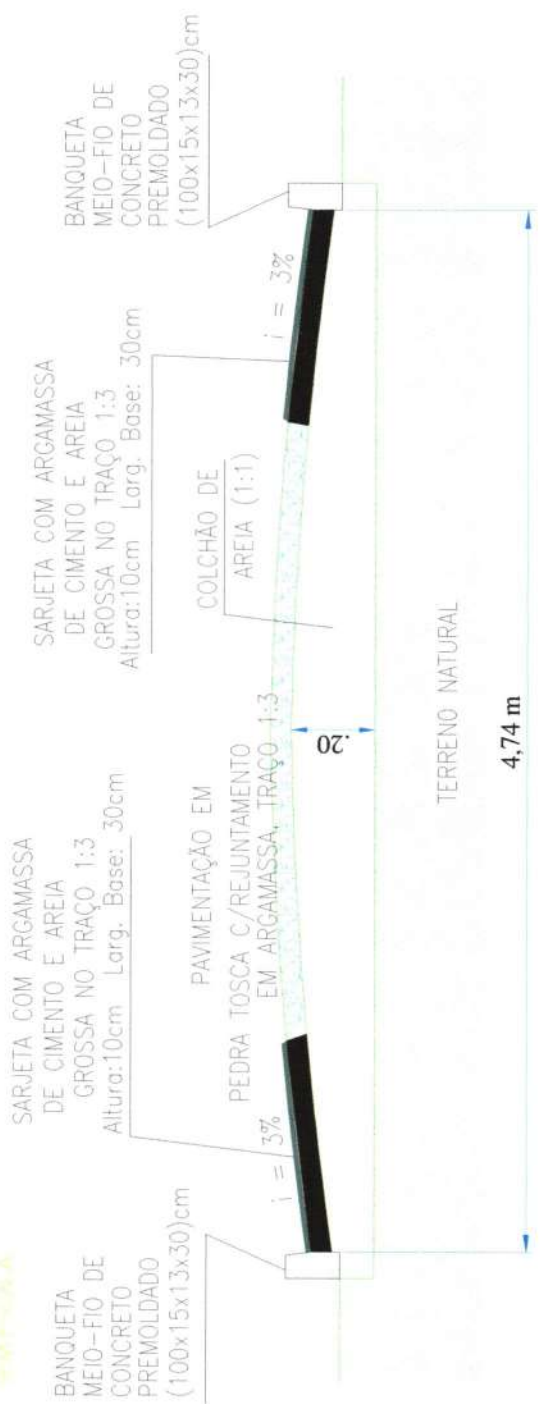 BANQUETA
MEIO-FIO DE
CONCRETO
PREMOLDADO
(100x15x13x30)cm
SARJETA COM ARGAMASSA
DE CIMENTO E AREIA
GROSSA NO TRAÇO 1:3
Altura:10cm Larg. Base: 30cm
i = 3%
PAVIMENTAÇÃO EM
PEDRA TOSCA C/REJUNTAMENTO
EM ARGAMASSA, TRAÇO 1:3
.20
COLCHÃO DE
AREIA (1:1)
SARJETA COM ARGAMASSA
DE CIMENTO E AREIA
GROSSA NO TRAÇO 1:3
Altura:10cm Larg. Base: 30cm
i = 3%
BANQUETA
MEIO-FIO DE
CONCRETO
PREMOLDADO
(100x15x13x30)cm
TERRENO NATURAL
4,74 m